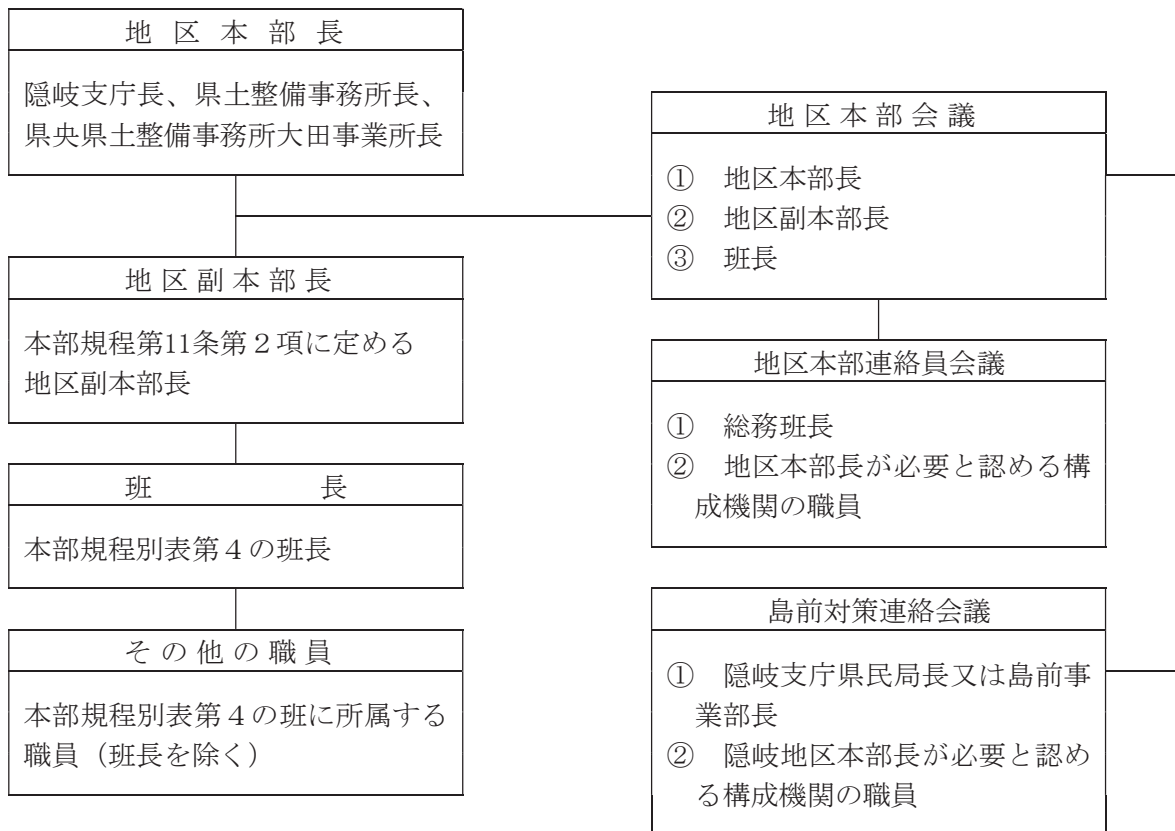 地区本部長
隠岐支庁長、県土整備事務所長、
県央県土整備事務所大田事業所長
地区副本部長
本部規程第11条第２項に定める
地区副本部長
班長
本部規程別表第４の班長
その他の職員
本部規程別表第４の班に所属する
職員（班長を除く）
地区本部会議
①　地区本部長
②　地区副本部長
③　班長
地区本部連絡員会議
①　総務班長
②　地区本部長が必要と認める構
成機関の職員
島前対策連絡会議
①　隠岐支庁県民局長又は島前事
業部長
②　隠岐地区本部長が必要と認め
る構成機関の職員